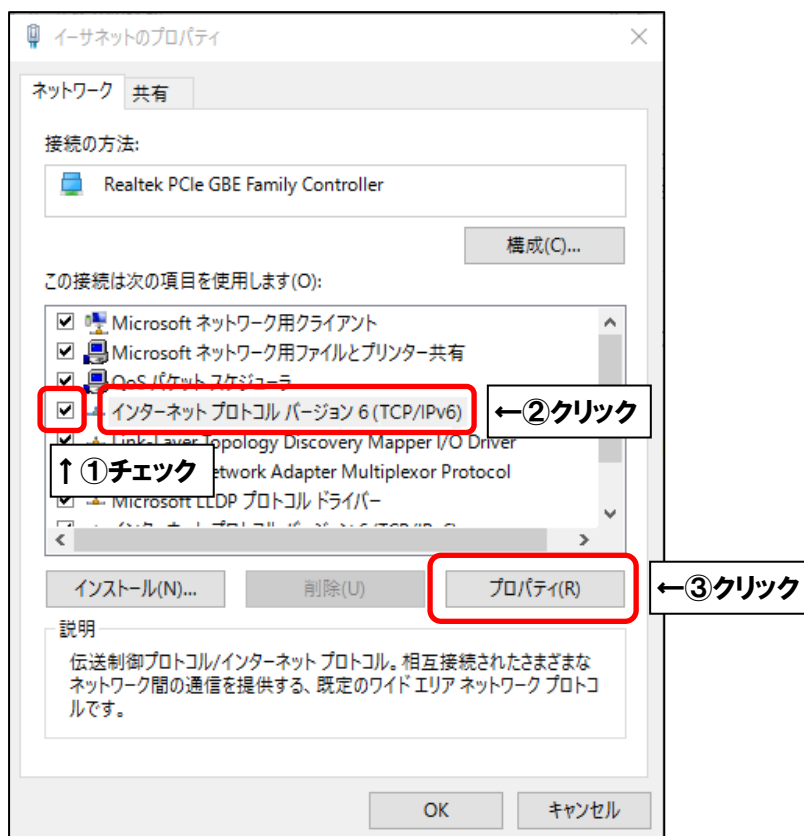 イーサネットのプロパティ
ネットワーク 共有
接続の方法:
Realtek PCIe GBE Family Controller
構成(C)...
この接続は次の項目を使用します(O):
Microsoft ネットワーク用クライアント
Microsoft ネットワーク用ファイルとプリンター共有
QoS パケット スケジューラ
インターネット プロトコル バージョン 6 (TCP/IPv6)
←②クリック
Link-Layer Topology Discovery Mapper I/O Driver
↑①チェック
etwork Adapter Multiplexor Protocol
Microsoft LLDP プロトコル ドライバー
インストール(N)...
削除(U)
プロパティ(R)
←③クリック
説明
伝送制御プロトコル/インターネット プロトコル。相互接続されたさまざまな
ネットワーク間の通信を提供する、既定のワイド エリア ネットワーク プロトコ
ルです。
OK
キャンセル